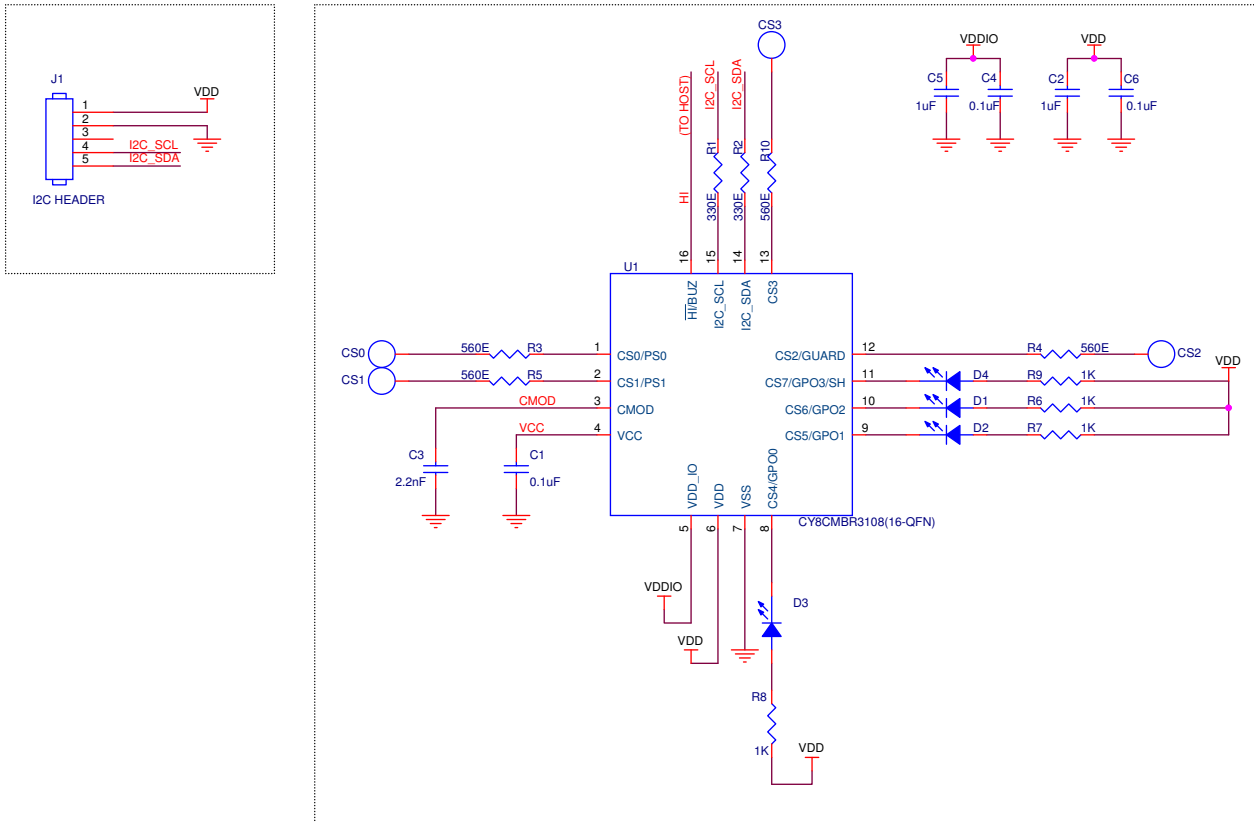 J1
1
VDD
2
3
4
I2C_SCL
5
I2C_SDA
I2C HEADER
CS3
(TO HOST)
HI
I2C_SCL
R1
330E
I2C_SDA
R2
330E
R10
560E
VDDIO
C5
1uF
C4
0.1uF
VDD
C2
1uF
C6
0.1uF
16
15
14
13
U1
HI/BUZ
I2C_SCL
I2C_SDA
CS3
CS0
560E
R3
1
CS0/PS0
CS1
560E
R5
2
CS1/PS1
CMOD
3
CMOD
VCC
4
VCC
C3
2.2nF
C1
0.1uF
CS2/GUARD
12
R4
560E
CS2
VDD
CS7/GPO3/SH
11
D4
R9
1K
CS6/GPO2
10
D1
R6
1K
CS5/GPO1
9
D2
R7
1K
VDD_IO
VDD
VSS
CS4/GPO0
5
6
7
8
CY8CMBR3108(16-QFN)
VDDIO
VDD
D3
R8
1K
VDD